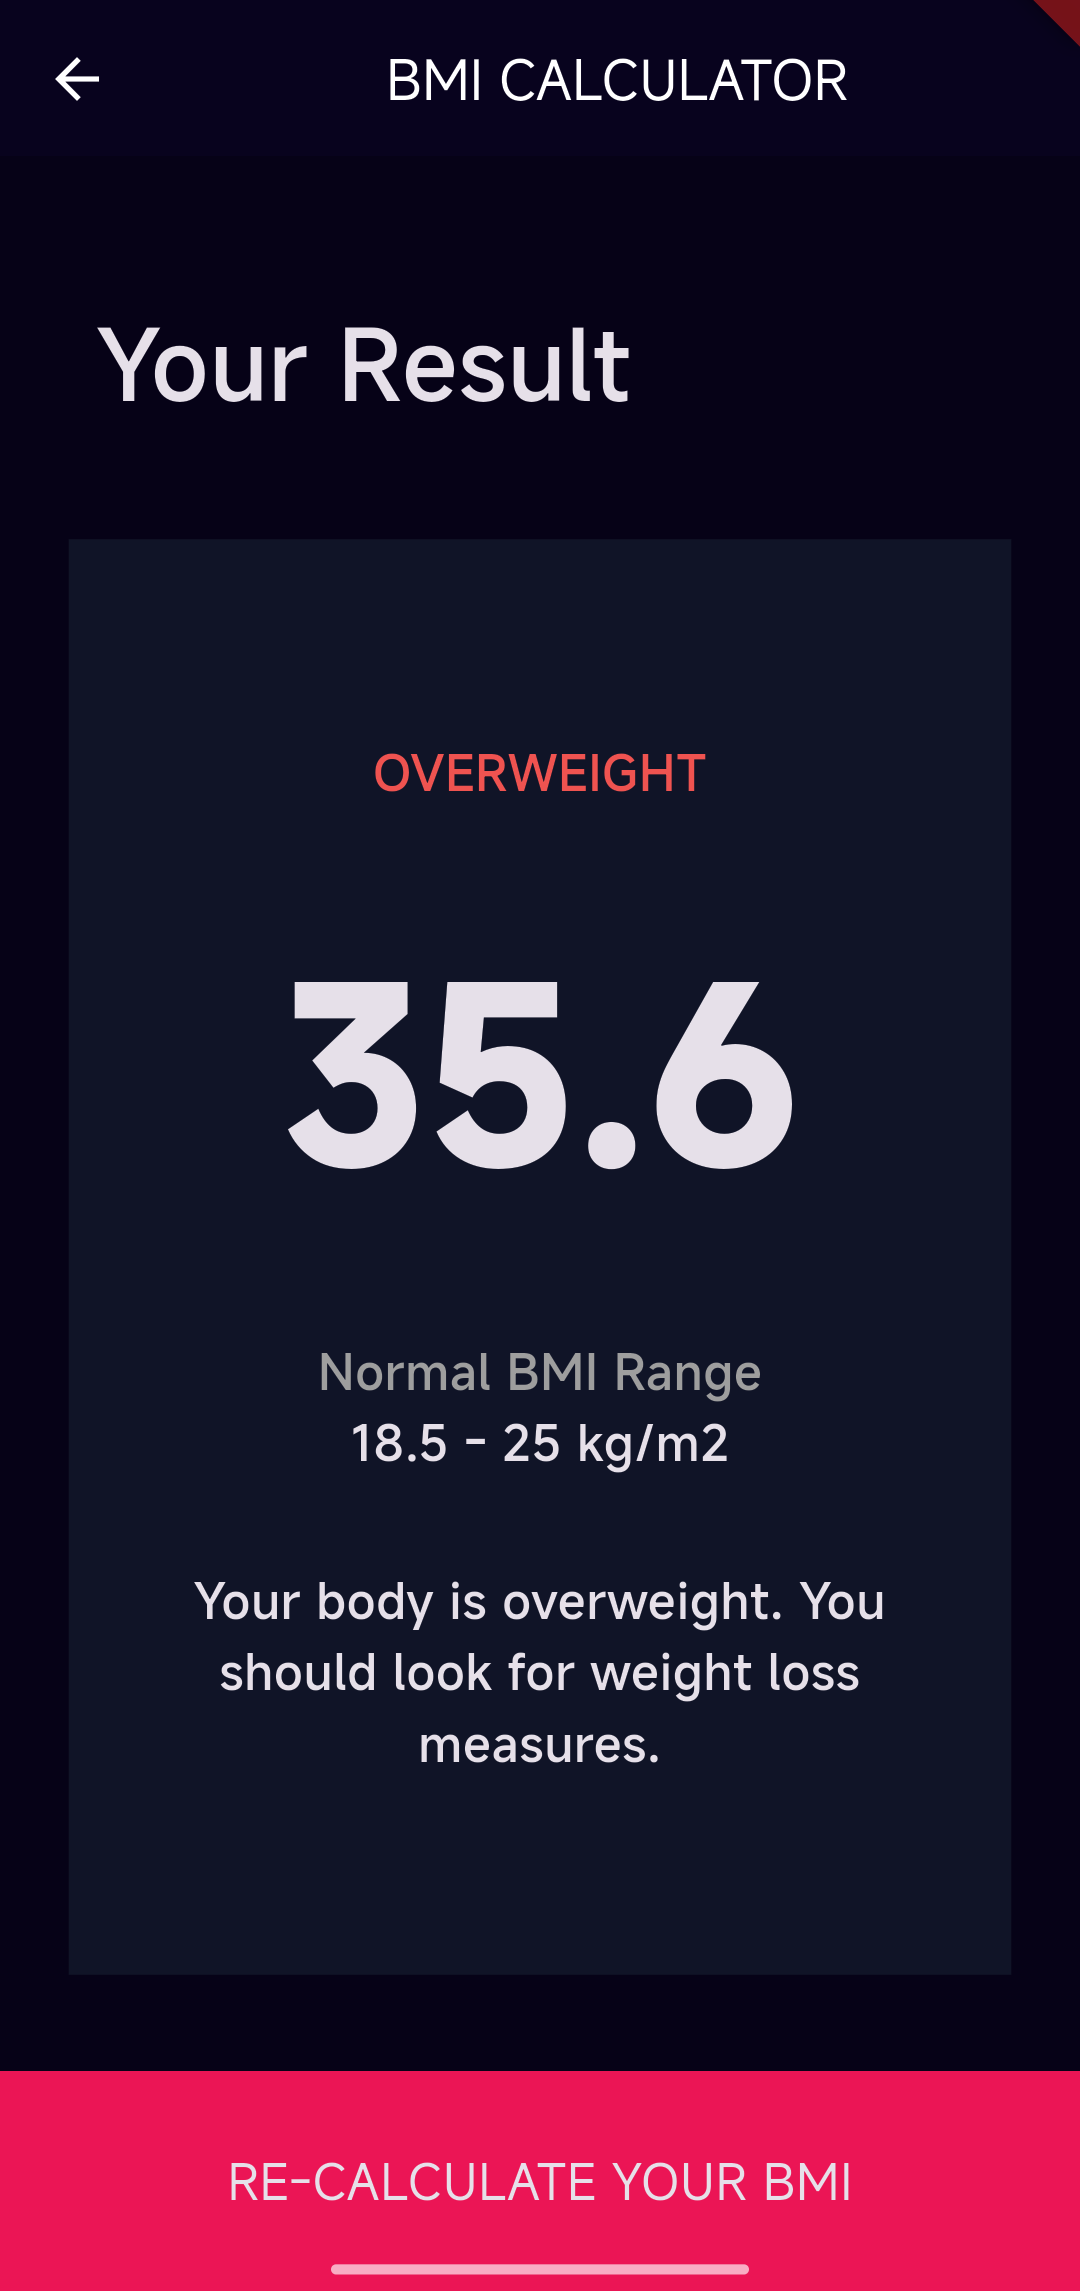 BMI CALCULATOR
Your Result
OVERWEIGHT
35.6
Normal BMI Range
18.5 - 25 kg/m2
Your body is overweight. You
should look for weight loss
measures.
RE-CALCULATE YOUR BMI